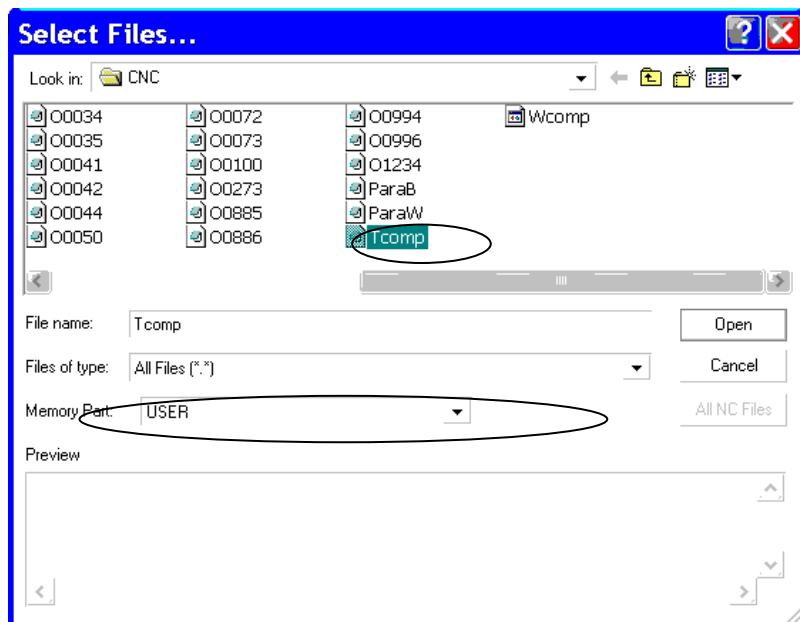 Select Files...
Look in: CNC
O0034 O0072 O0994 Wcomp
O0035 O0073 O0996
O0041 O0100 O1234
O0042 O0273 ParaB
O0044 O0885 ParaW
O0050 O0886 Tcomp
File name: Tcomp Open
Files of type: All Files (*.*) Cancel
Memory Part: USER All NC Files
Preview